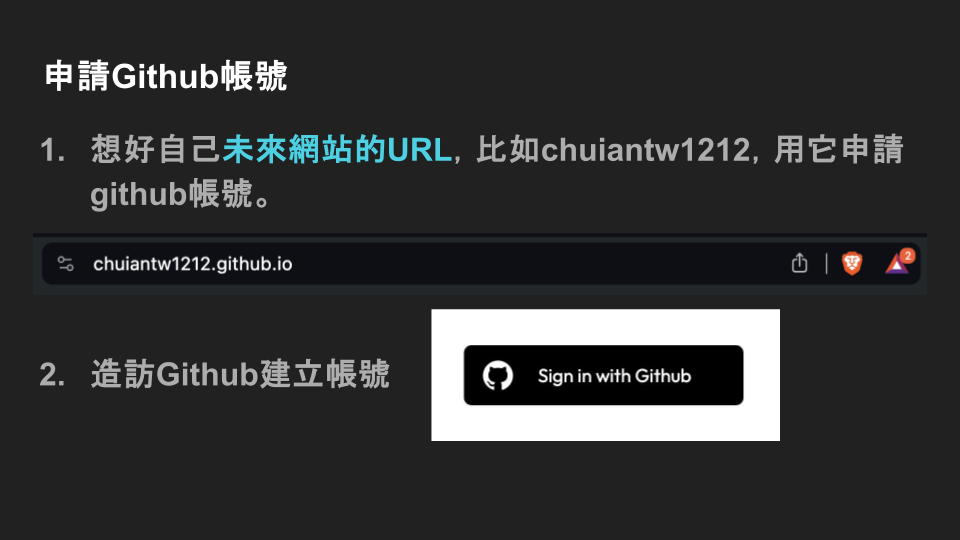 申請Github帳號
1. 想好自己未來網站的URL，比如chuiantw1212，用它申請
github帳號。
chuiantw1212.github.io
2
2. 造訪Github建立帳號
Sign in with Github